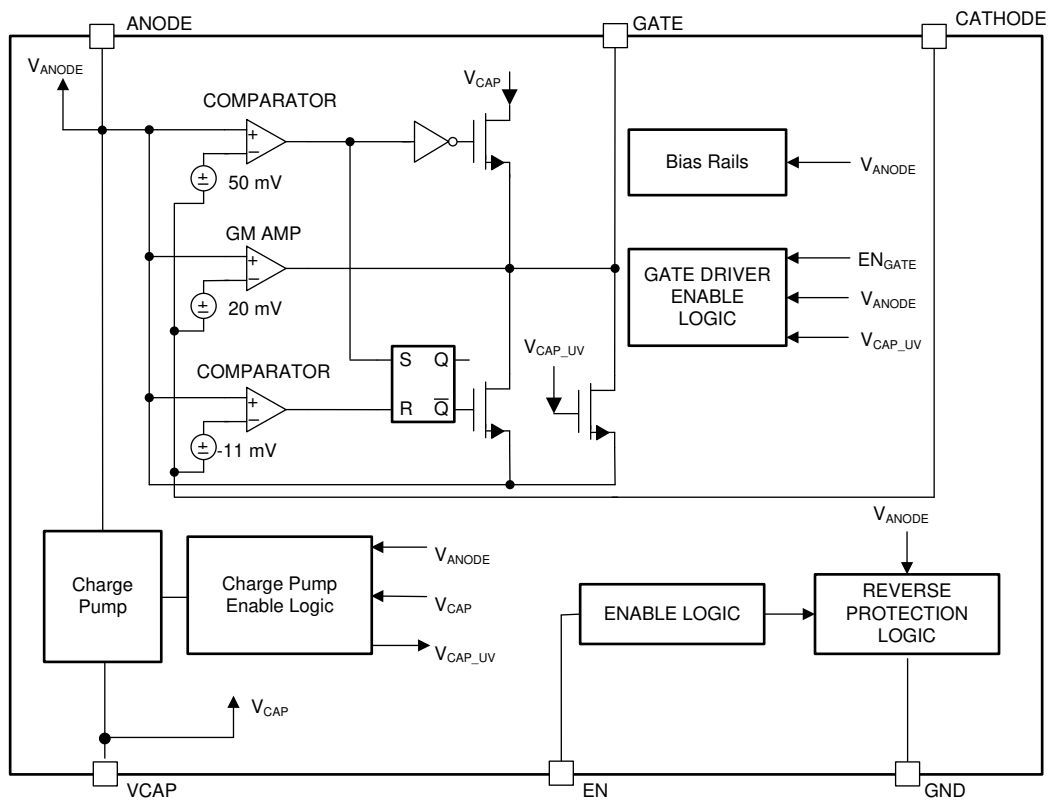 ANODE
GATE
CATHODE
VANODE
VCAP
COMPARATOR
+
−
50 mV
Bias Rails
VANODE
GM AMP
+
−
20 mV
GATE DRIVER
ENABLE
LOGIC
ENGATE
VANODE
VCAP_UV
COMPARATOR
+
−
-11 mV
S Q
R Q̅
VCAP_UV
Charge
Pump
Charge Pump
Enable Logic
VANODE
VCAP
VCAP_UV
VANODE
ENABLE LOGIC
REVERSE
PROTECTION
LOGIC
VCAP
VCAP
EN
GND